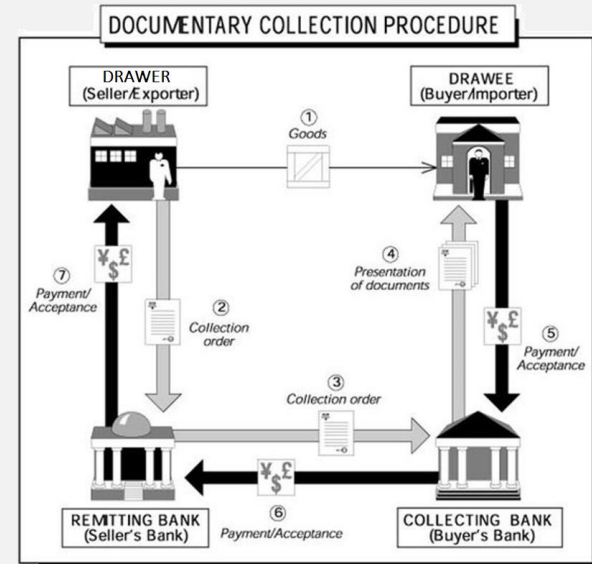 DOCUMENTARY COLLECTION PROCEDURE
DRAWER
(Seller/Exporter)
DRAWEE
(Buyer/Importer)
1
Goods
4
Presentation
of documents
7
Payment/
Acceptance
¥$£
2
Collection
order
¥$£
5
Payment/
Acceptance
3
Collection order
¥$£
6
Payment/Acceptance
REMITTING BANK
(Seller's Bank)
COLLECTING BANK
(Buyer's Bank)